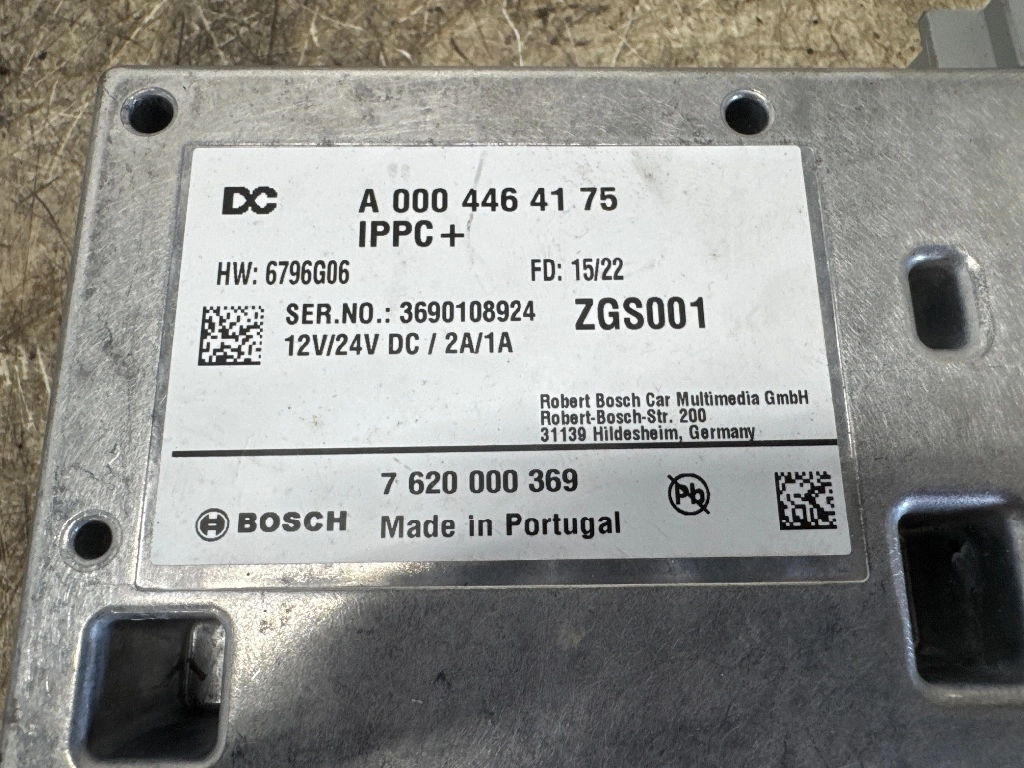 DC A 000 446 41 75
IPPC+
HW: 6796G06 FD: 15/22
SER.NO.: 3690108924 ZGS001
12V/24V DC / 2A/1A
Robert Bosch Car Multimedia GmbH
Robert-Bosch-Str. 200
31139 Hildesheim, Germany
7 620 000 369
Pb
BOSCH Made in Portugal